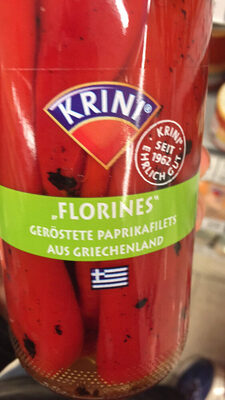 KRINI®
KRINI
SEIT
1962
EHRLICH GUT
„FLORINES“
GERÖSTETE PAPRIKAFILETS
AUS GRIECHENLAND